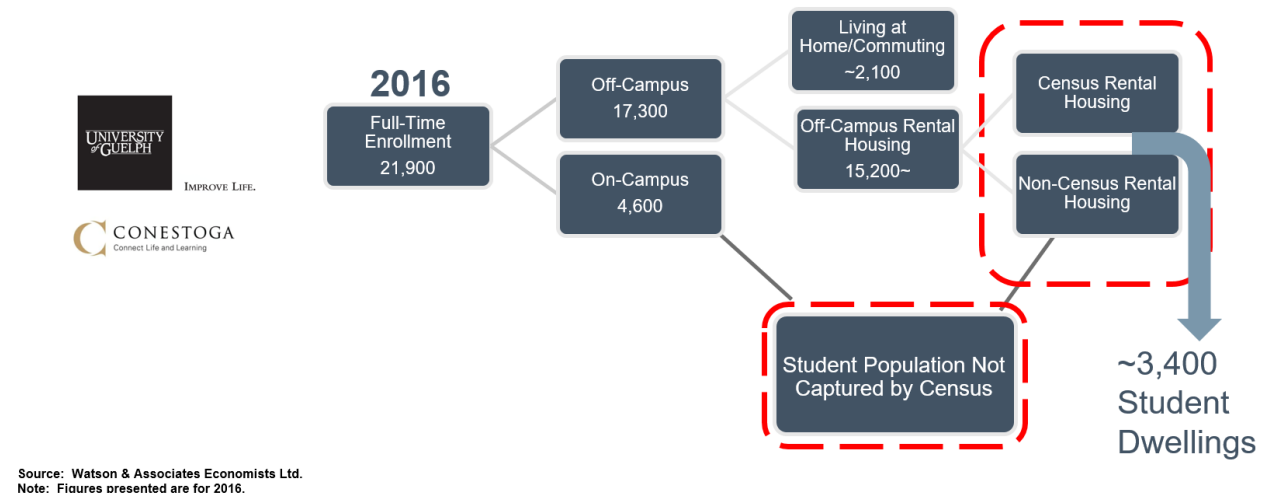 2016
Full-Time
Enrollment
21,900
Off-Campus
17,300
On-Campus
4,600
Living at
Home/Commuting
~2,100
Off-Campus Rental
Housing
15,200~
Census Rental
Housing
Non-Census Rental
Housing
UNIVERSITY
of GUELPH
IMPROVE LIFE.
CONESTOGA
Connect Life and Learning
Student Population Not
Captured by Census
~3,400
Student
Dwellings
Source: Watson & Associates Economists Ltd.
Note: Figures presented are for 2016.